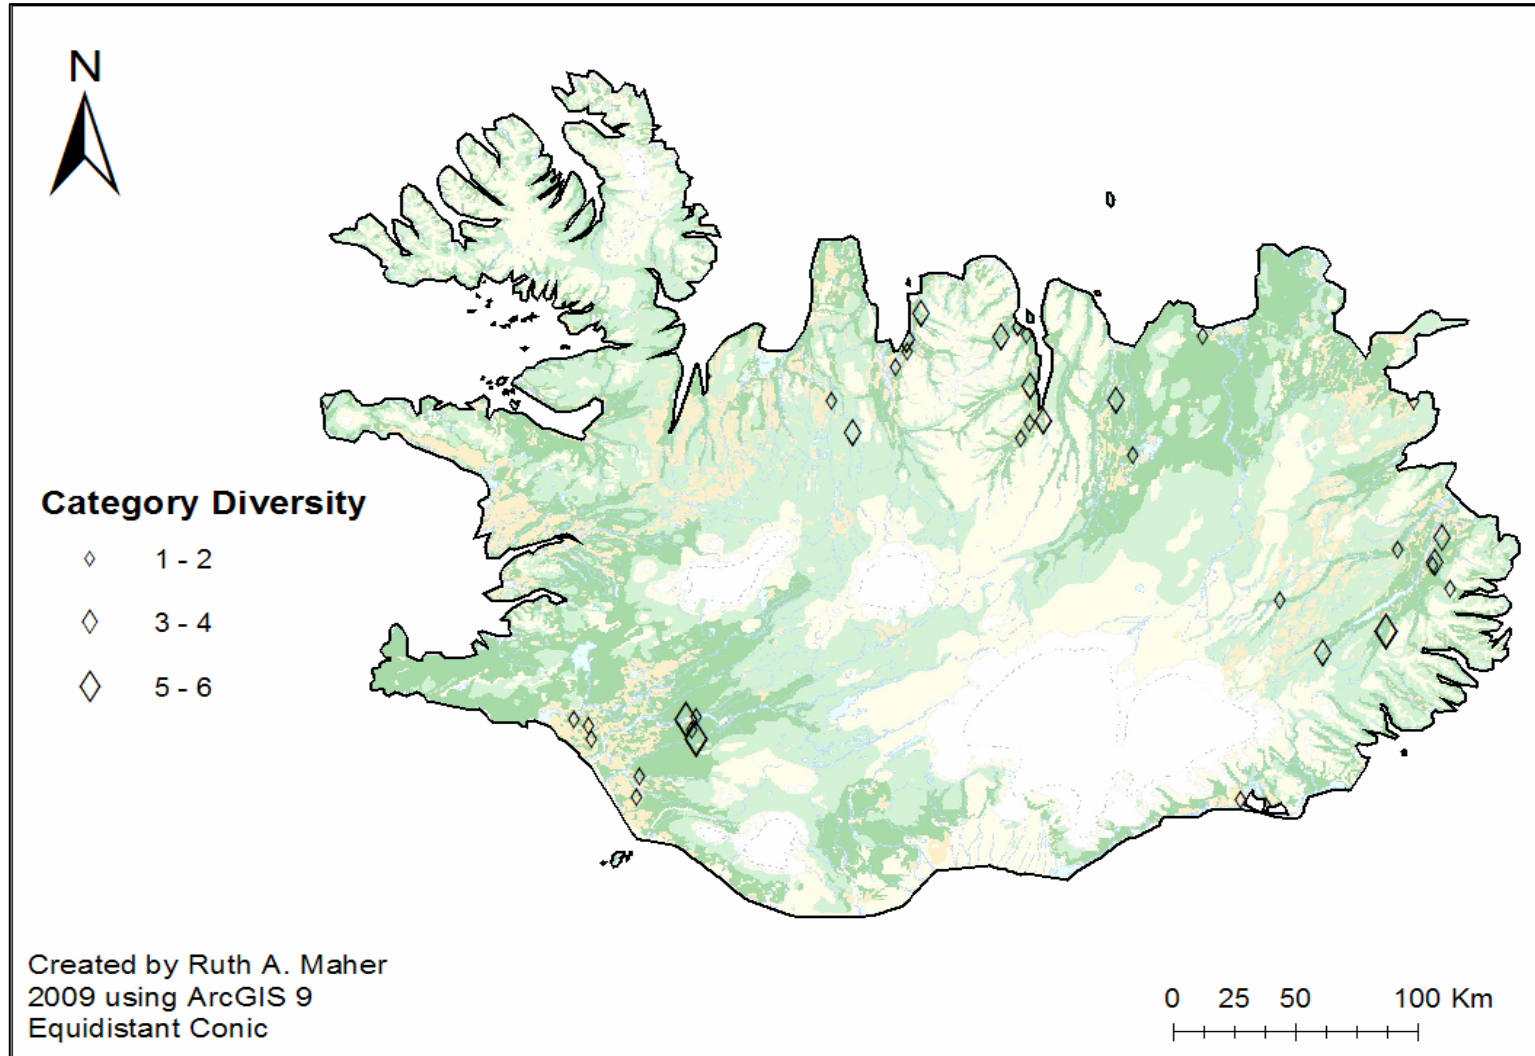 N
Category Diversity
1 - 2
3 - 4
5 - 6
Created by Ruth A. Maher
2009 using ArcGIS 9
Equidistant Conic
0 25 50 100 Km